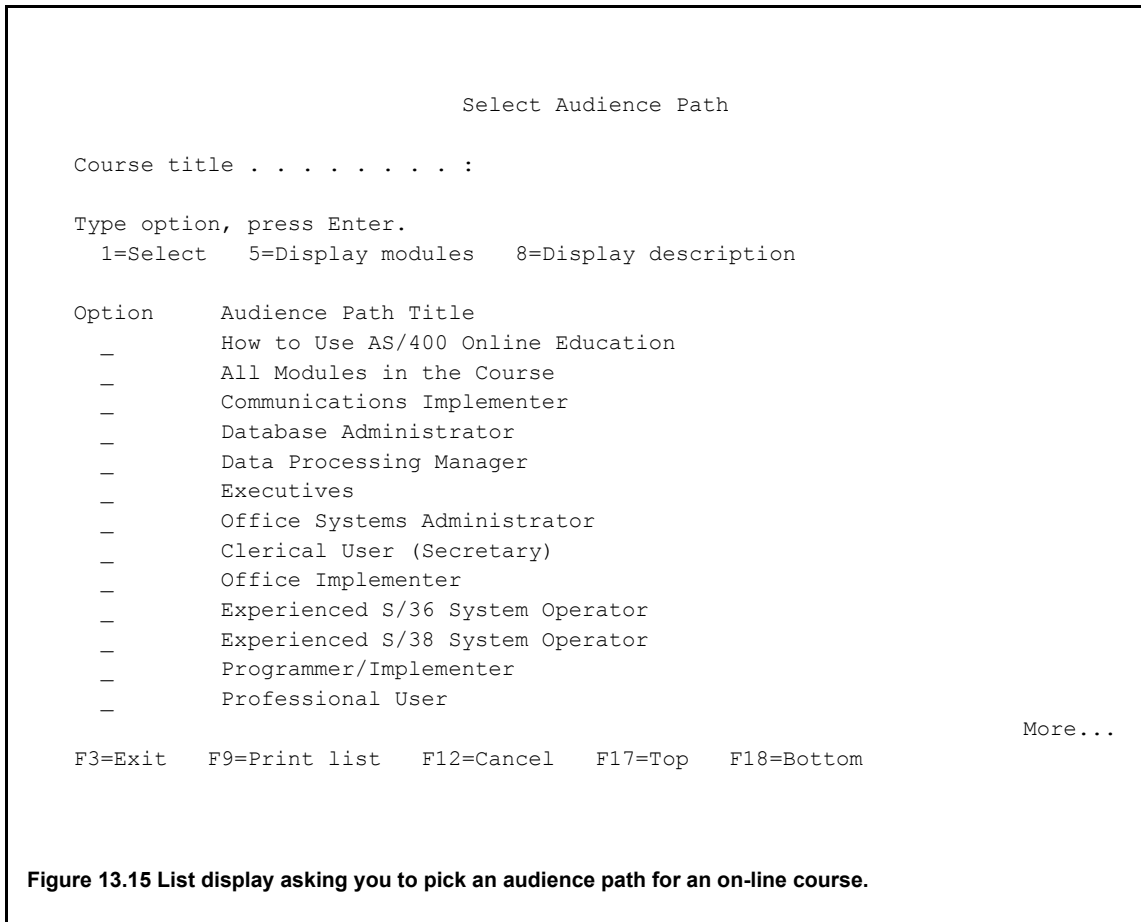 Select Audience Path
Course title . . . . . . . . :
Type option, press Enter.
1=Select   5=Display modules   8=Display description
Option     Audience Path Title
_     How to Use AS/400 Online Education
_     All Modules in the Course
_     Communications Implementer
_     Database Administrator
_     Data Processing Manager
_     Executives
_     Office Systems Administrator
_     Clerical User (Secretary)
_     Office Implementer
_     Experienced S/36 System Operator
_     Experienced S/38 System Operator
_     Programmer/Implementer
_     Professional User
More...
F3=Exit   F9=Print list   F12=Cancel   F17=Top   F18=Bottom
Figure 13.15 List display asking you to pick an audience path for an on-line course.